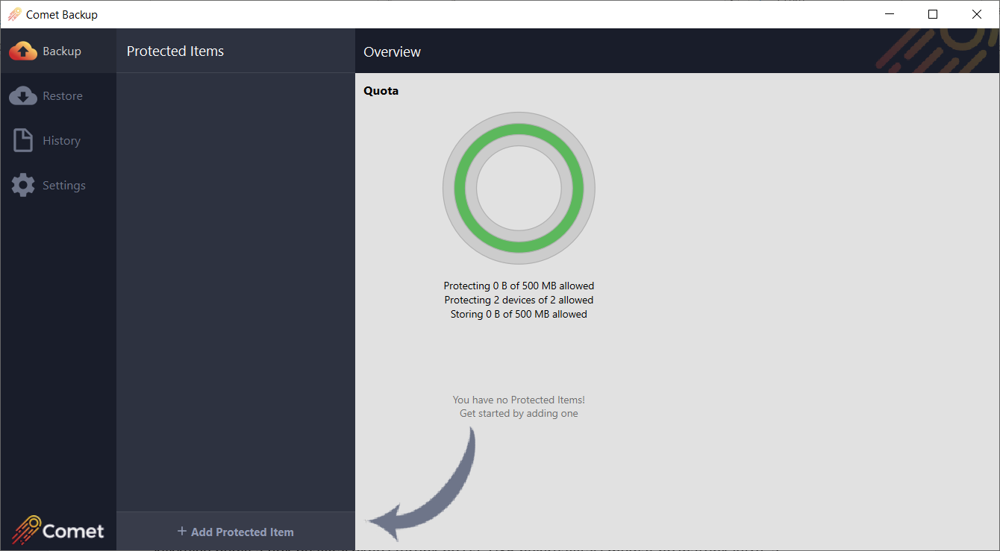 Comet Backup
Backup
Restore
History
Settings
Comet
Protected Items
+ Add Protected Item
Overview
Quota
Protecting 0 B of 500 MB allowed
Protecting 2 devices of 2 allowed
Storing 0 B of 500 MB allowed
You have no Protected Items!
Get started by adding one